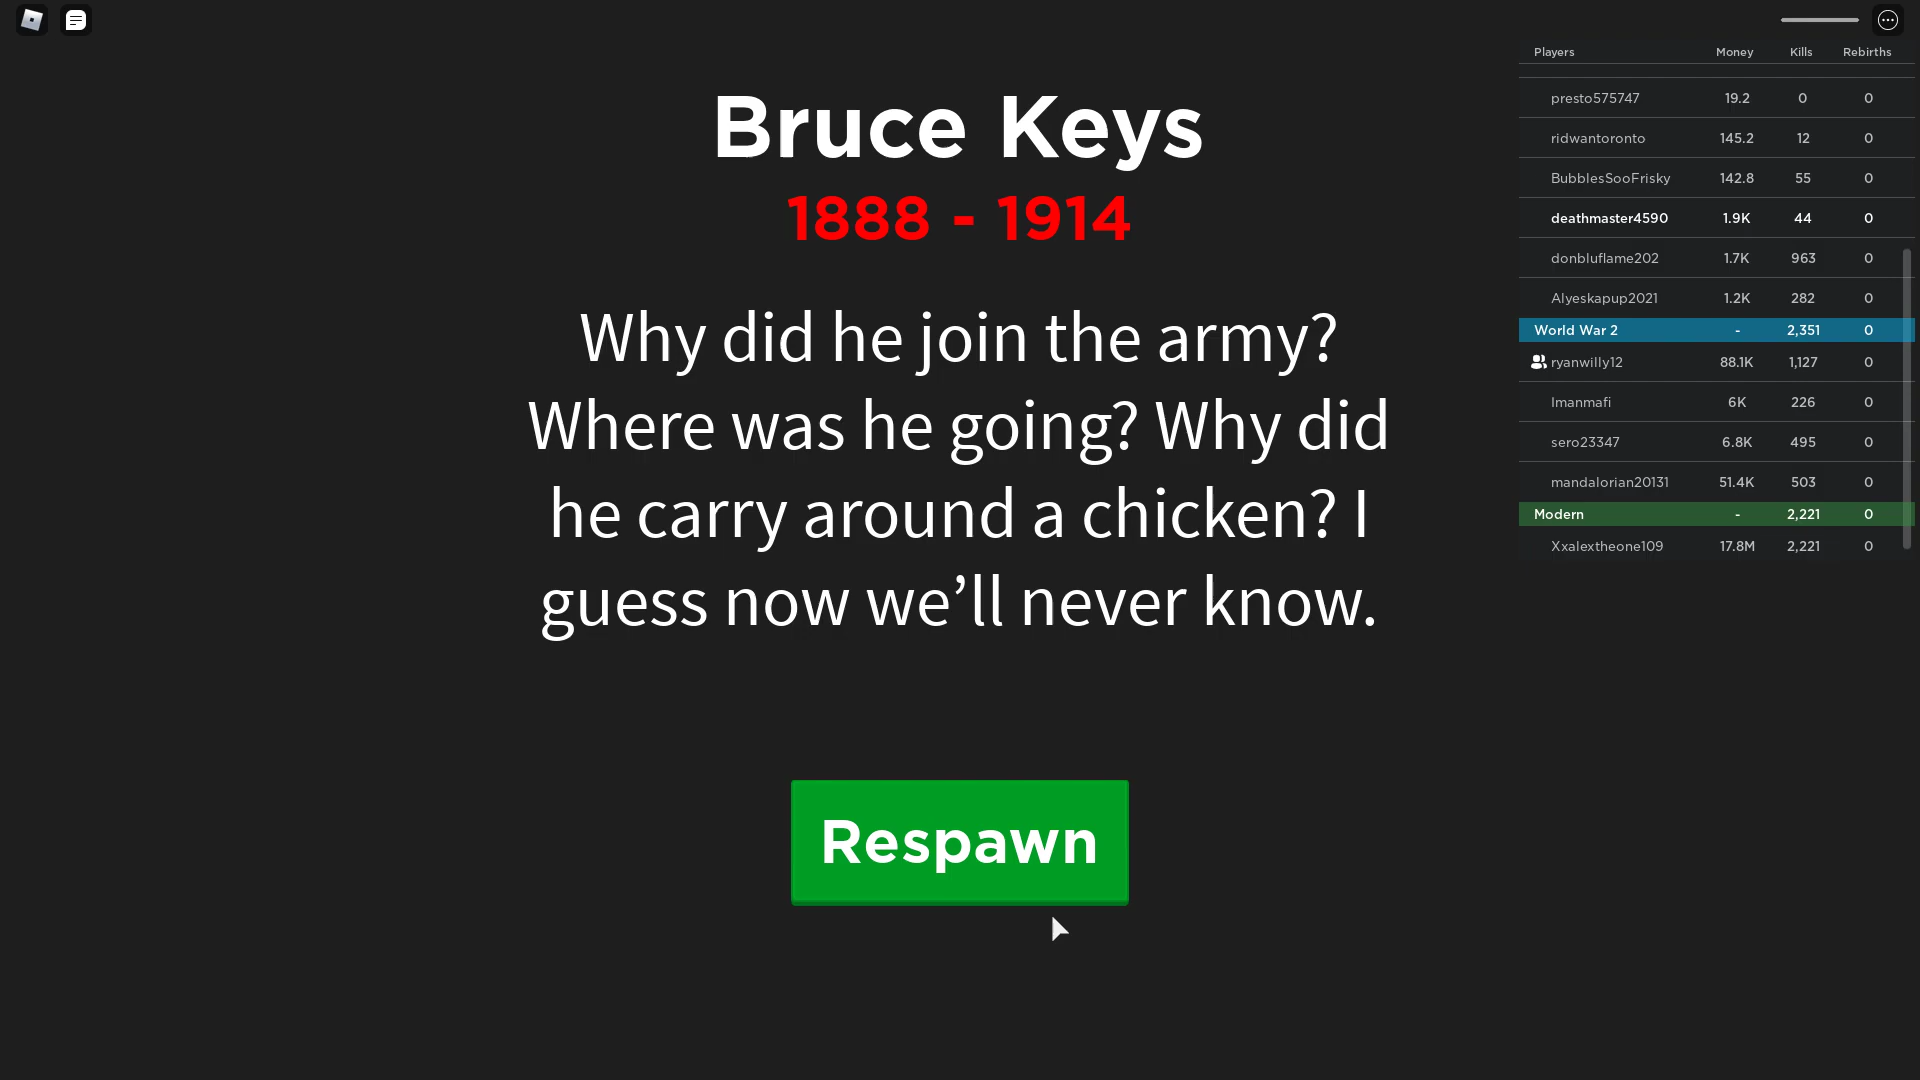 Bruce Keys
1888 - 1914
Why did he join the army?
Where was he going? Why did
he carry around a chicken? I
guess now we’ll never know.
Respawn
Players Money Kills Rebirths
presto575747 19.2 0 0
ridwantoronto 145.2 12 0
BubblesSooFrisky 142.8 55 0
deathmaster4590 1.9K 44 0
donbluflame202 1.7K 963 0
Alyeskapup2021 1.2K 282 0
World War 2 - 2,351 0
ryanwilly12 88.1K 1,127 0
Imanmafi 6K 226 0
sero23347 6.8K 495 0
mandalorian20131 51.4K 503 0
Modern - 2,221 0
Xxalextheone109 17.8M 2,221 0